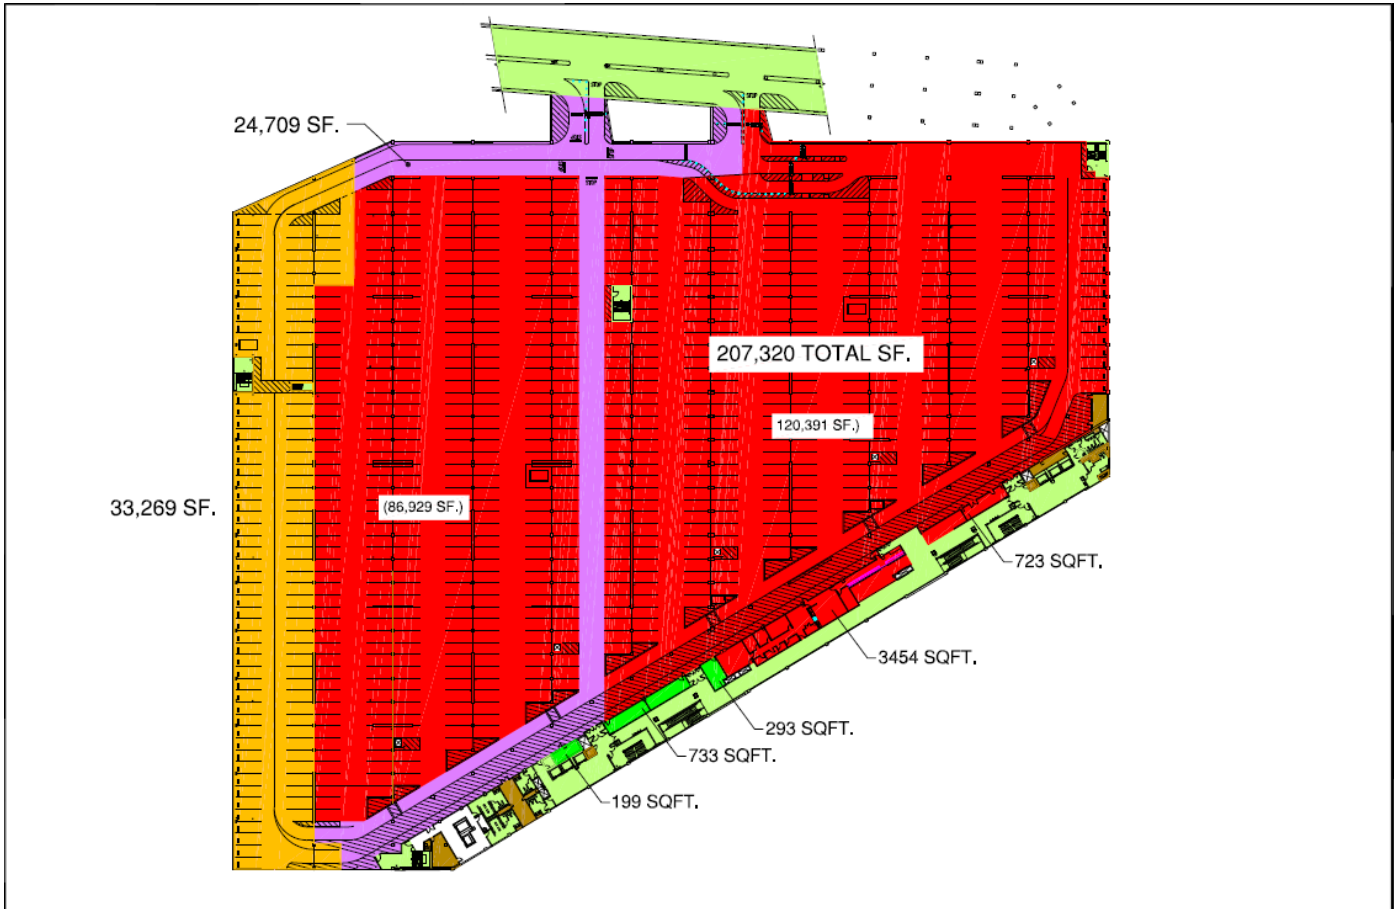 24,709 SF.
207,320 TOTAL SF.
120,391 SF.)
(86,929 SF.)
33,269 SF.
723 SQFT.
3454 SQFT.
293 SQFT.
733 SQFT.
199 SQFT.